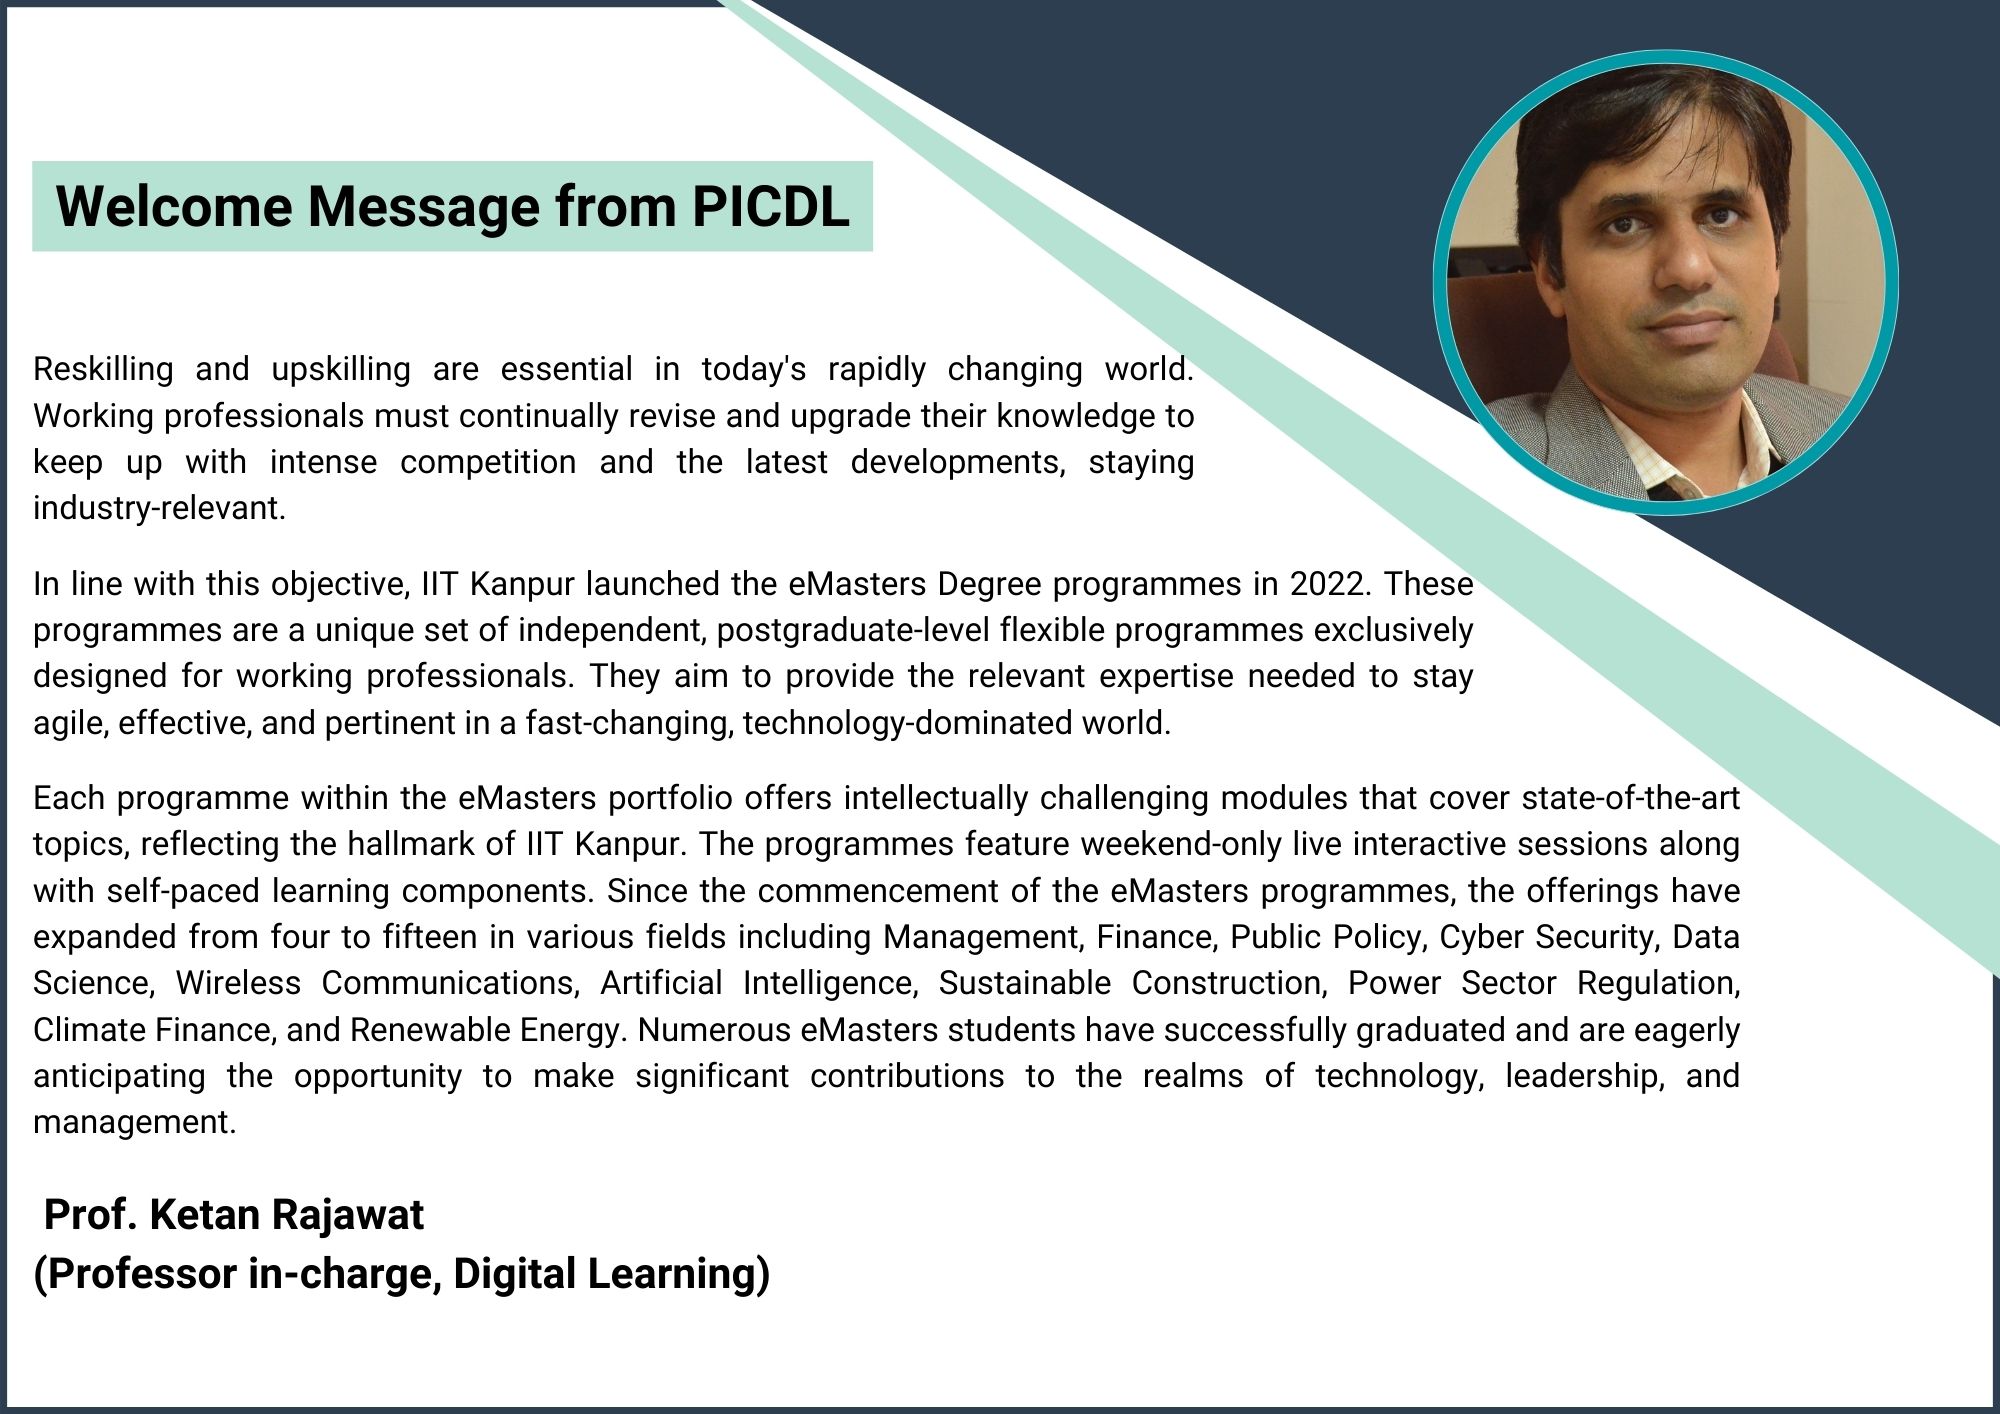 Welcome Message from PICDL
Reskilling and upskilling are essential in today's rapidly changing world.
Working professionals must continually revise and upgrade their knowledge to
keep up with intense competition and the latest developments, staying
industry-relevant.
In line with this objective, IIT Kanpur launched the eMasters Degree programmes in 2022. These
programmes are a unique set of independent, postgraduate-level flexible programmes exclusively
designed for working professionals. They aim to provide the relevant expertise needed to stay
agile, effective, and pertinent in a fast-changing, technology-dominated world.
Each programme within the eMasters portfolio offers intellectually challenging modules that cover state-of-the-art
topics, reflecting the hallmark of IIT Kanpur. The programmes feature weekend-only live interactive sessions along
with self-paced learning components. Since the commencement of the eMasters programmes, the offerings have
expanded from four to fifteen in various fields including Management, Finance, Public Policy, Cyber Security, Data
Science, Wireless Communications, Artificial Intelligence, Sustainable Construction, Power Sector Regulation,
Climate Finance, and Renewable Energy. Numerous eMasters students have successfully graduated and are eagerly
anticipating the opportunity to make significant contributions to the realms of technology, leadership, and
management.
Prof. Ketan Rajawat
(Professor in-charge, Digital Learning)